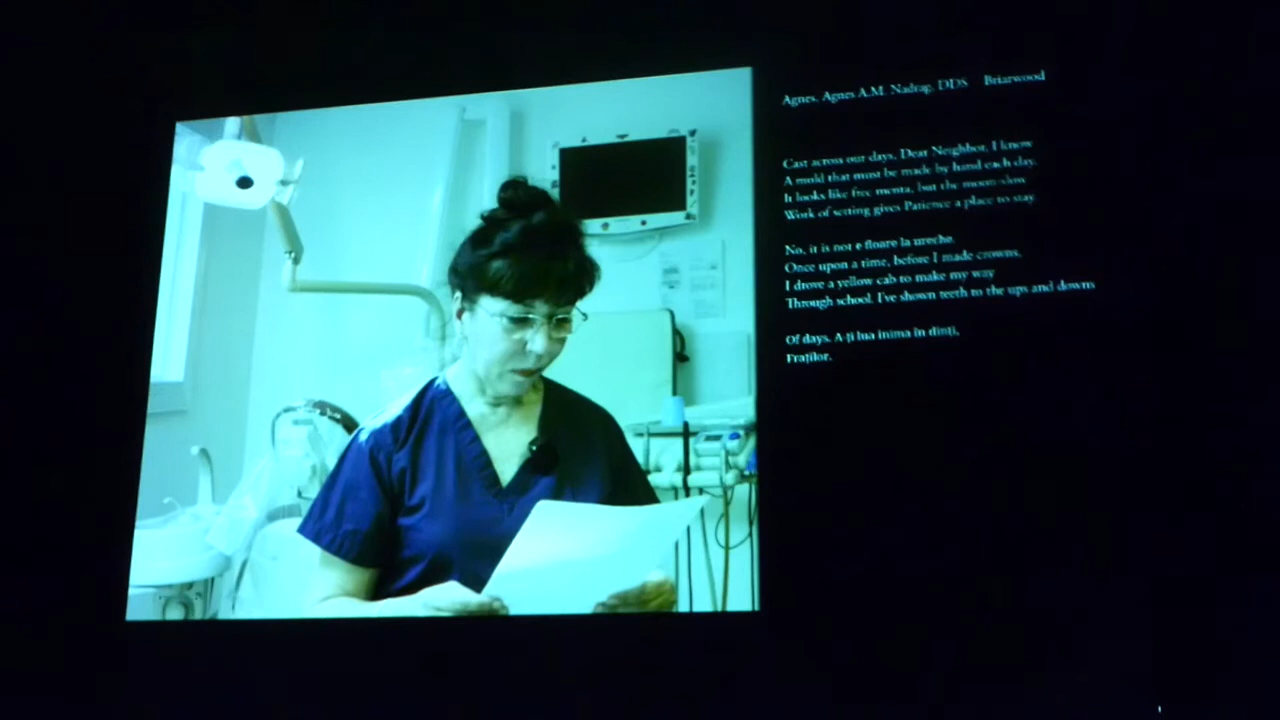 Agnes. Agnes A.M. Nadrag, DDS Briarwood
Cast across our days, Dear Neighbor, I know
A mold that must be made by hand each day.
It looks like free menta, but the moon-slow
Work of setting gives Patience a place to stay.
No, it is not e floare la ureche.
Once upon a time, before I made crowns,
I drove a yellow cab to make my way
Through school. I've shown teeth to the ups and downs
Of days. A-ți lua inima în dinți,
Fraților.